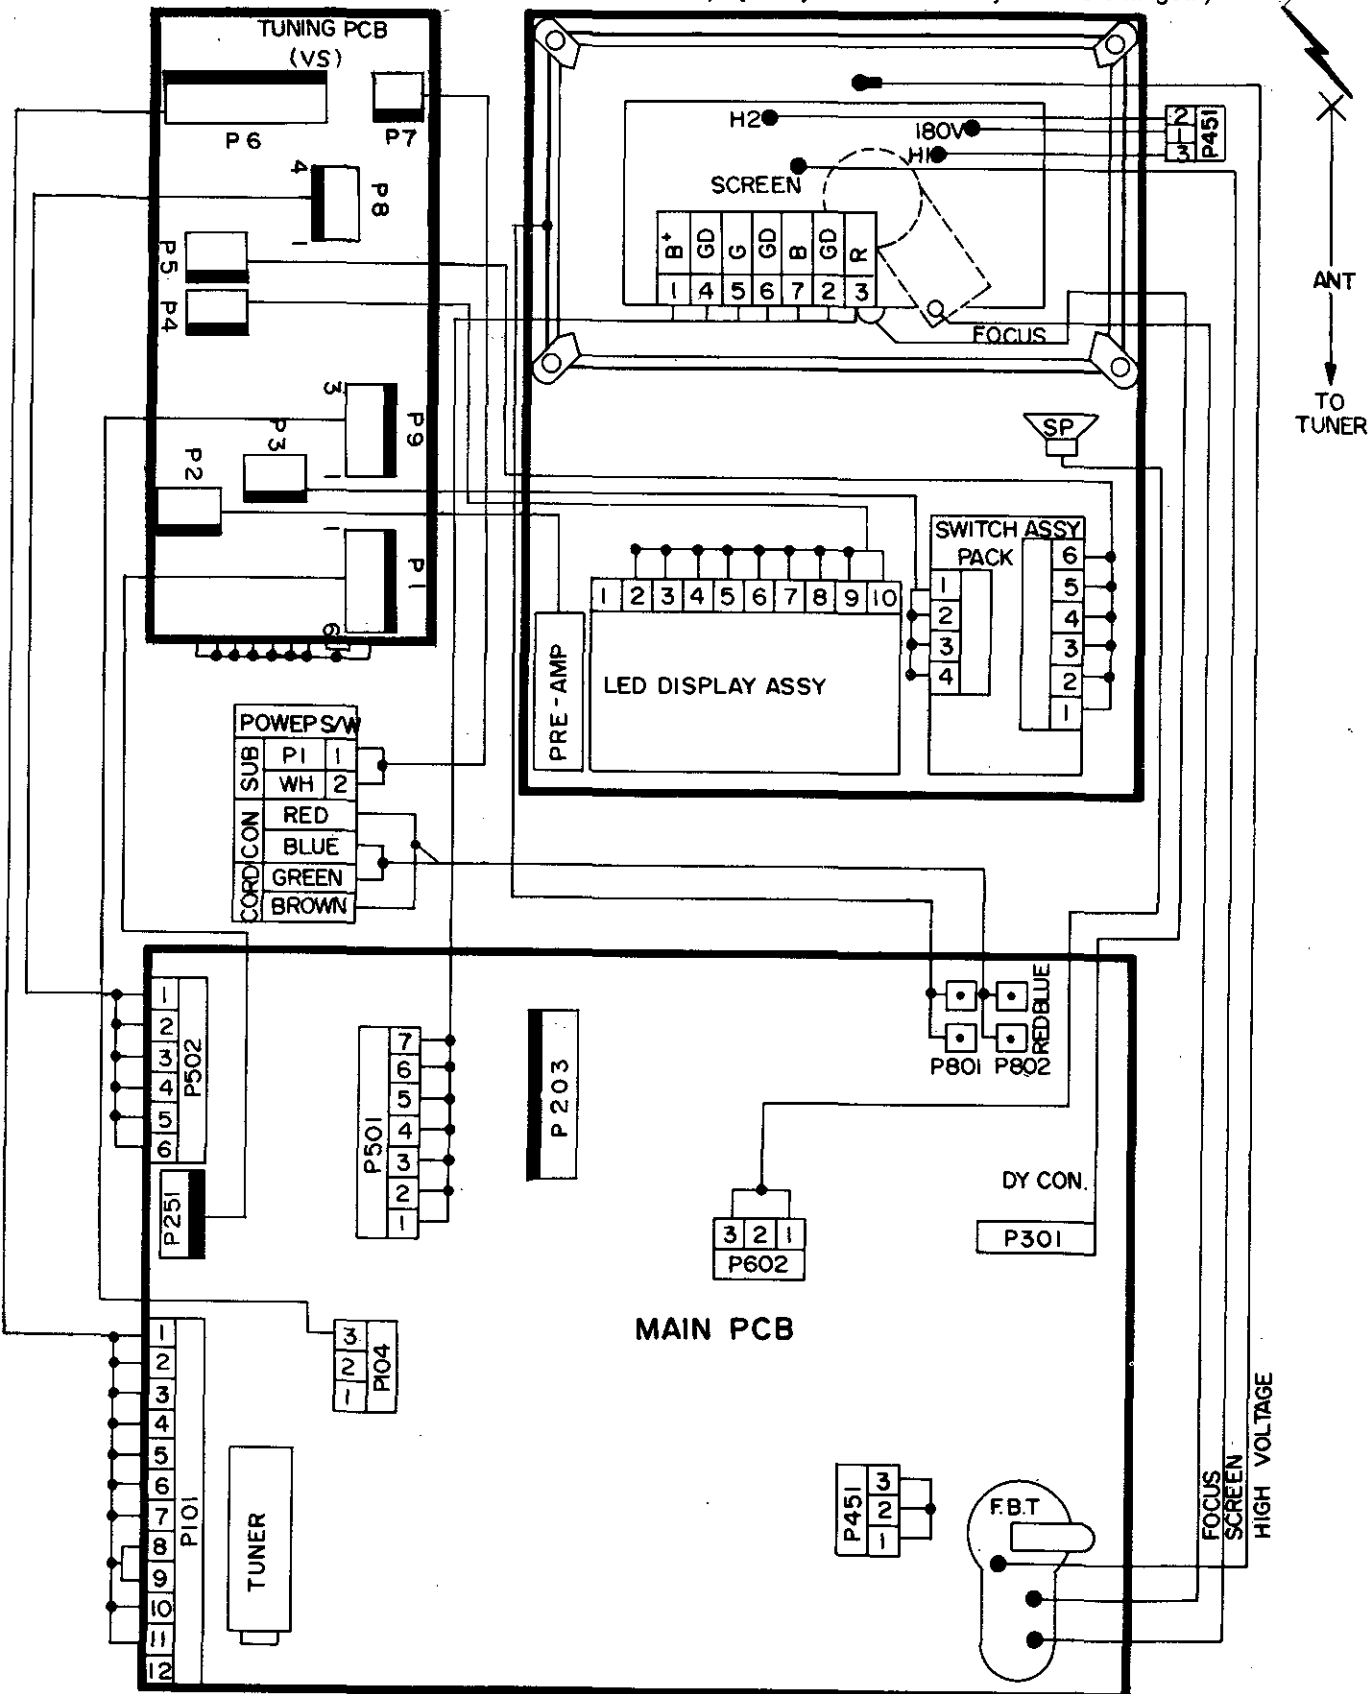 TUNING PCB
(VS)
P6
P7
4
P8
1
P5
P4
3
P9
1
P3
P2
1
P1
6
H2
180V
H1
SCREEN
2
1
3
P451
B+ GD G GD B GD R
1 4 5 6 7 2 3
FOCUS
ANT
TO
TUNER
SP
SWITCH ASSY
PACK
1
2
3
4
6
5
4
3
2
1
1 2 3 4 5 6 7 8 9 10
LED DISPLAY ASSY
PRE-AMP
POWER S/W
SUB
P1 1
WH 2
CON
RED
BLUE
CORD
GREEN
BROWN
1
2
3
4
5
6
P502
P251
7
6
5
4
3
2
1
P501
P203
BLUE
RED
P801 P802
DY CON.
P301
3 2 1
P602
MAIN PCB
3
2
1
P104
1
2
3
4
5
6
7
8
9
10
11
12
P101
TUNER
P451
3
2
1
F.B.T
FOCUS
SCREEN
HIGH VOLTAGE